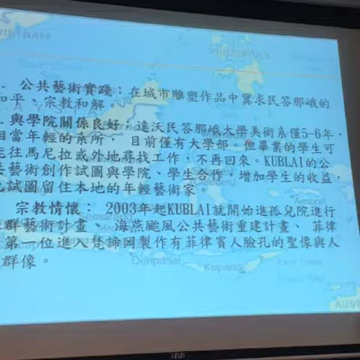 VIETNAM
PHILIPPINES
. 公共藝術實踐：在城市雕塑作品中冀求民答那峨的
和平、宗教和解。
. 與學院關係良好：達沃民答那峨大學美術系僅5-6年，
相當年輕的系所， 目前僅有大學部。但畢業的學生可
能往馬尼拉或外地尋找工作，不再回來。KUBLAI的公
共藝術創作試圖與學院、學生合作，增加學生的收益，
也試圖留住本地的年輕藝術家。
宗教情懷： 2003年起KUBLAI就開始進孤兒院進行
群藝術計畫、 海燕颱風公共藝術重建計畫、 菲律
第一位進入梵諦岡製作有菲律賓人臉孔的聖像與人
群像。
Denpasar
Kupang
AUST